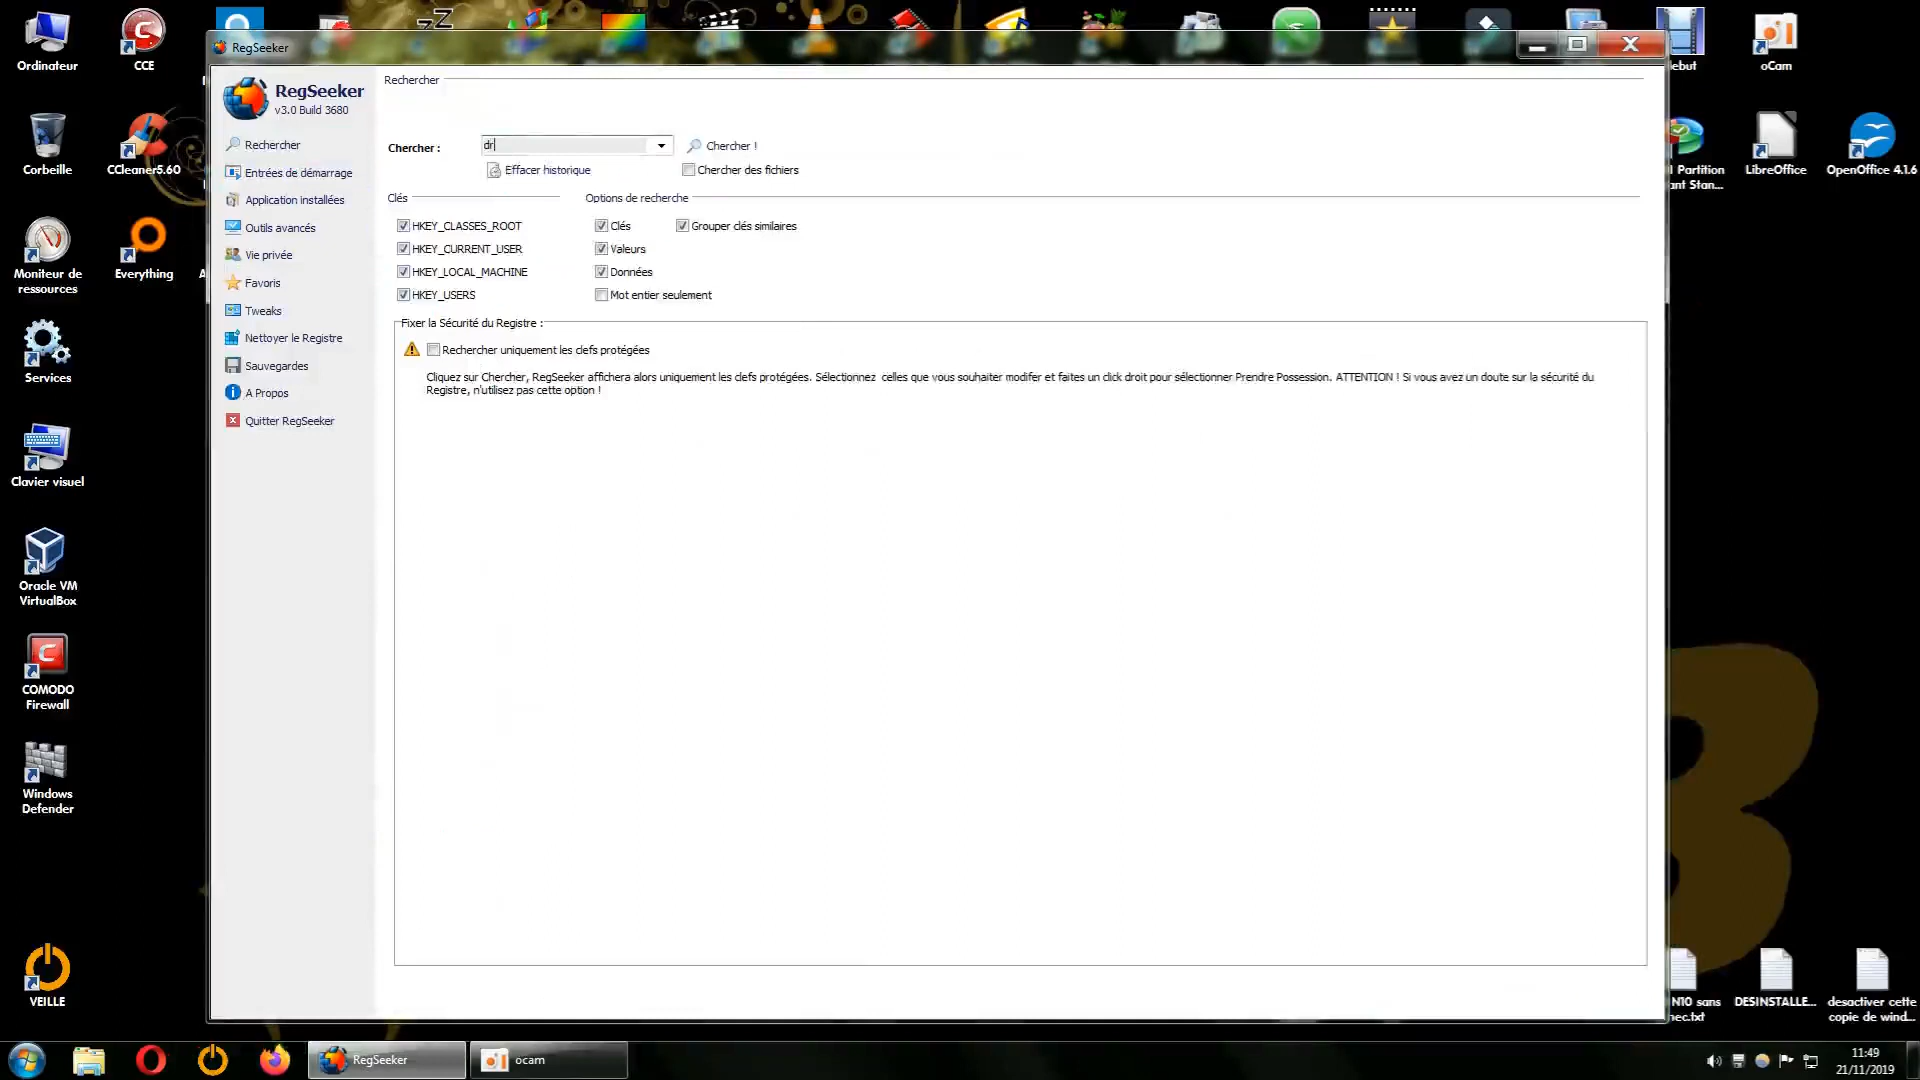 RegSeeker
Ordinateur
CCE
ebut
oCam
RegSeeker
v3.0 Build 3680
Rechercher
Entrées de démarrage
Application installées
Outils avancés
Vie privée
Favoris
Tweaks
Nettoyer le Registre
Sauvegardes
A Propos
Quitter RegSeeker
Rechercher
Chercher :
dr
Chercher !
Effacer historique
Chercher des fichiers
Clés
Options de recherche
HKEY_CLASSES_ROOT
Clés
Grouper clés similaires
HKEY_CURRENT_USER
Valeurs
HKEY_LOCAL_MACHINE
Données
HKEY_USERS
Mot entier seulement
Fixer la Sécurité du Registre :
Rechercher uniquement les clefs protégées
Cliquez sur Chercher, RegSeeker affichera alors uniquement les clefs protégées. Sélectionnez celles que vous souhaiter modifer et faites un click droit pour sélectionner Prendre Possession. ATTENTION ! Si vous avez un doute sur la sécurité du
Registre, n'utilisez pas cette option !
Corbeille
CCleaner5.60
Moniteur de
ressources
Everything
Services
Clavier visuel
Oracle VM
VirtualBox
COMODO
Firewall
Windows
Defender
VEILLE
Partition
ant Stan...
LibreOffice
OpenOffice 4.1.6
N10 sans
nec.txt
DESINSTALLE...
desactiver cette
copie de wind...
RegSeeker
ocam
11:49
21/11/2019